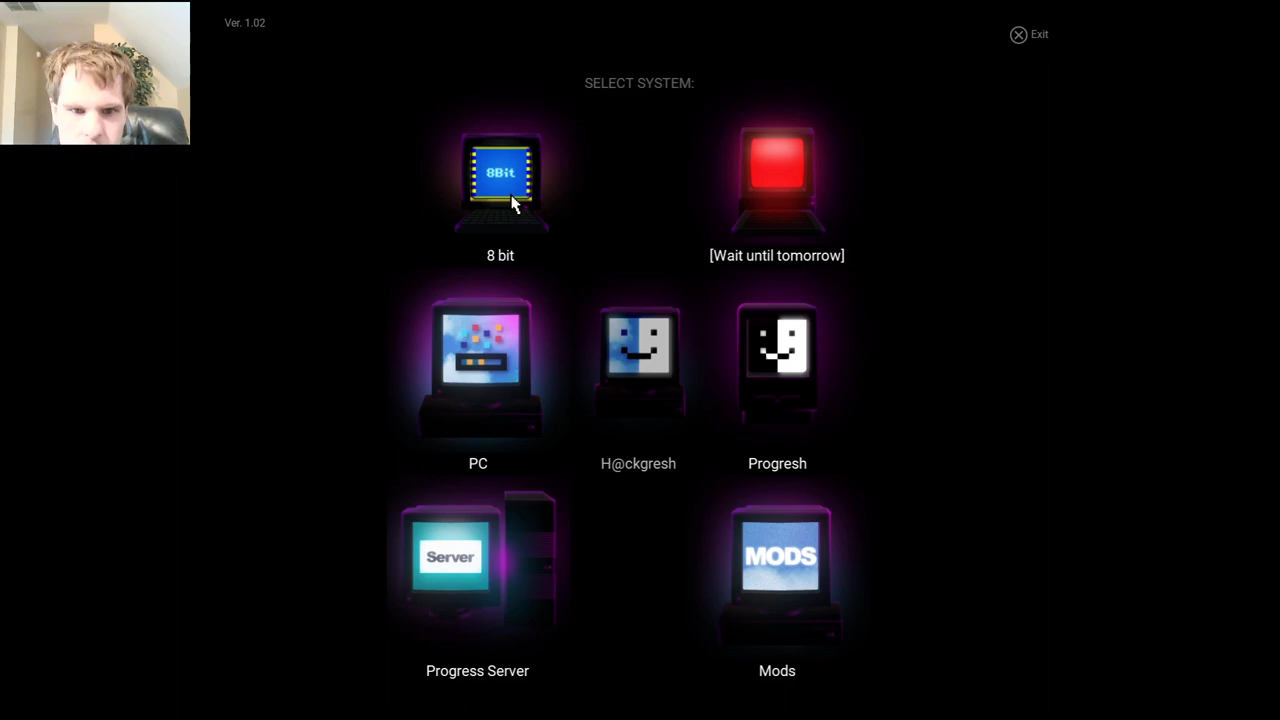 Ver. 1.02
Exit
SELECT SYSTEM:
8Bit
8 bit
[Wait until tomorrow]
PC
H@ckgresh
Progresh
Server
MODS
Progress Server
Mods